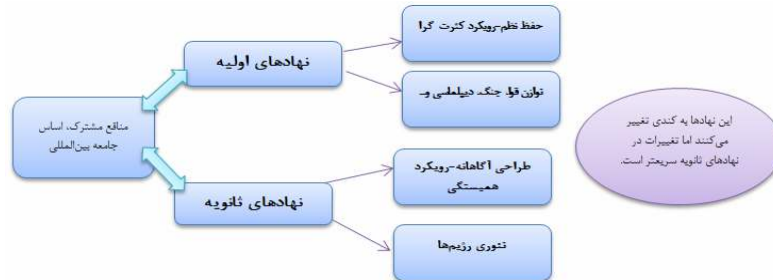 حفظ نظم-رویکرد کثرت گرا
نهادهای اولیه
توازن قوا، جنگ، دیپلماسی و..
منافع مشترک، اساس
جامعه بین‌المللی
این نهادها به کندی تغییر
می‌کنند اما تغییرات در
نهادهای ثانویه سریعتر است.
طراحی آگاهانه-رویکرد
همبستگی
نهادهای ثانویه
تئوری رژیم‌ها